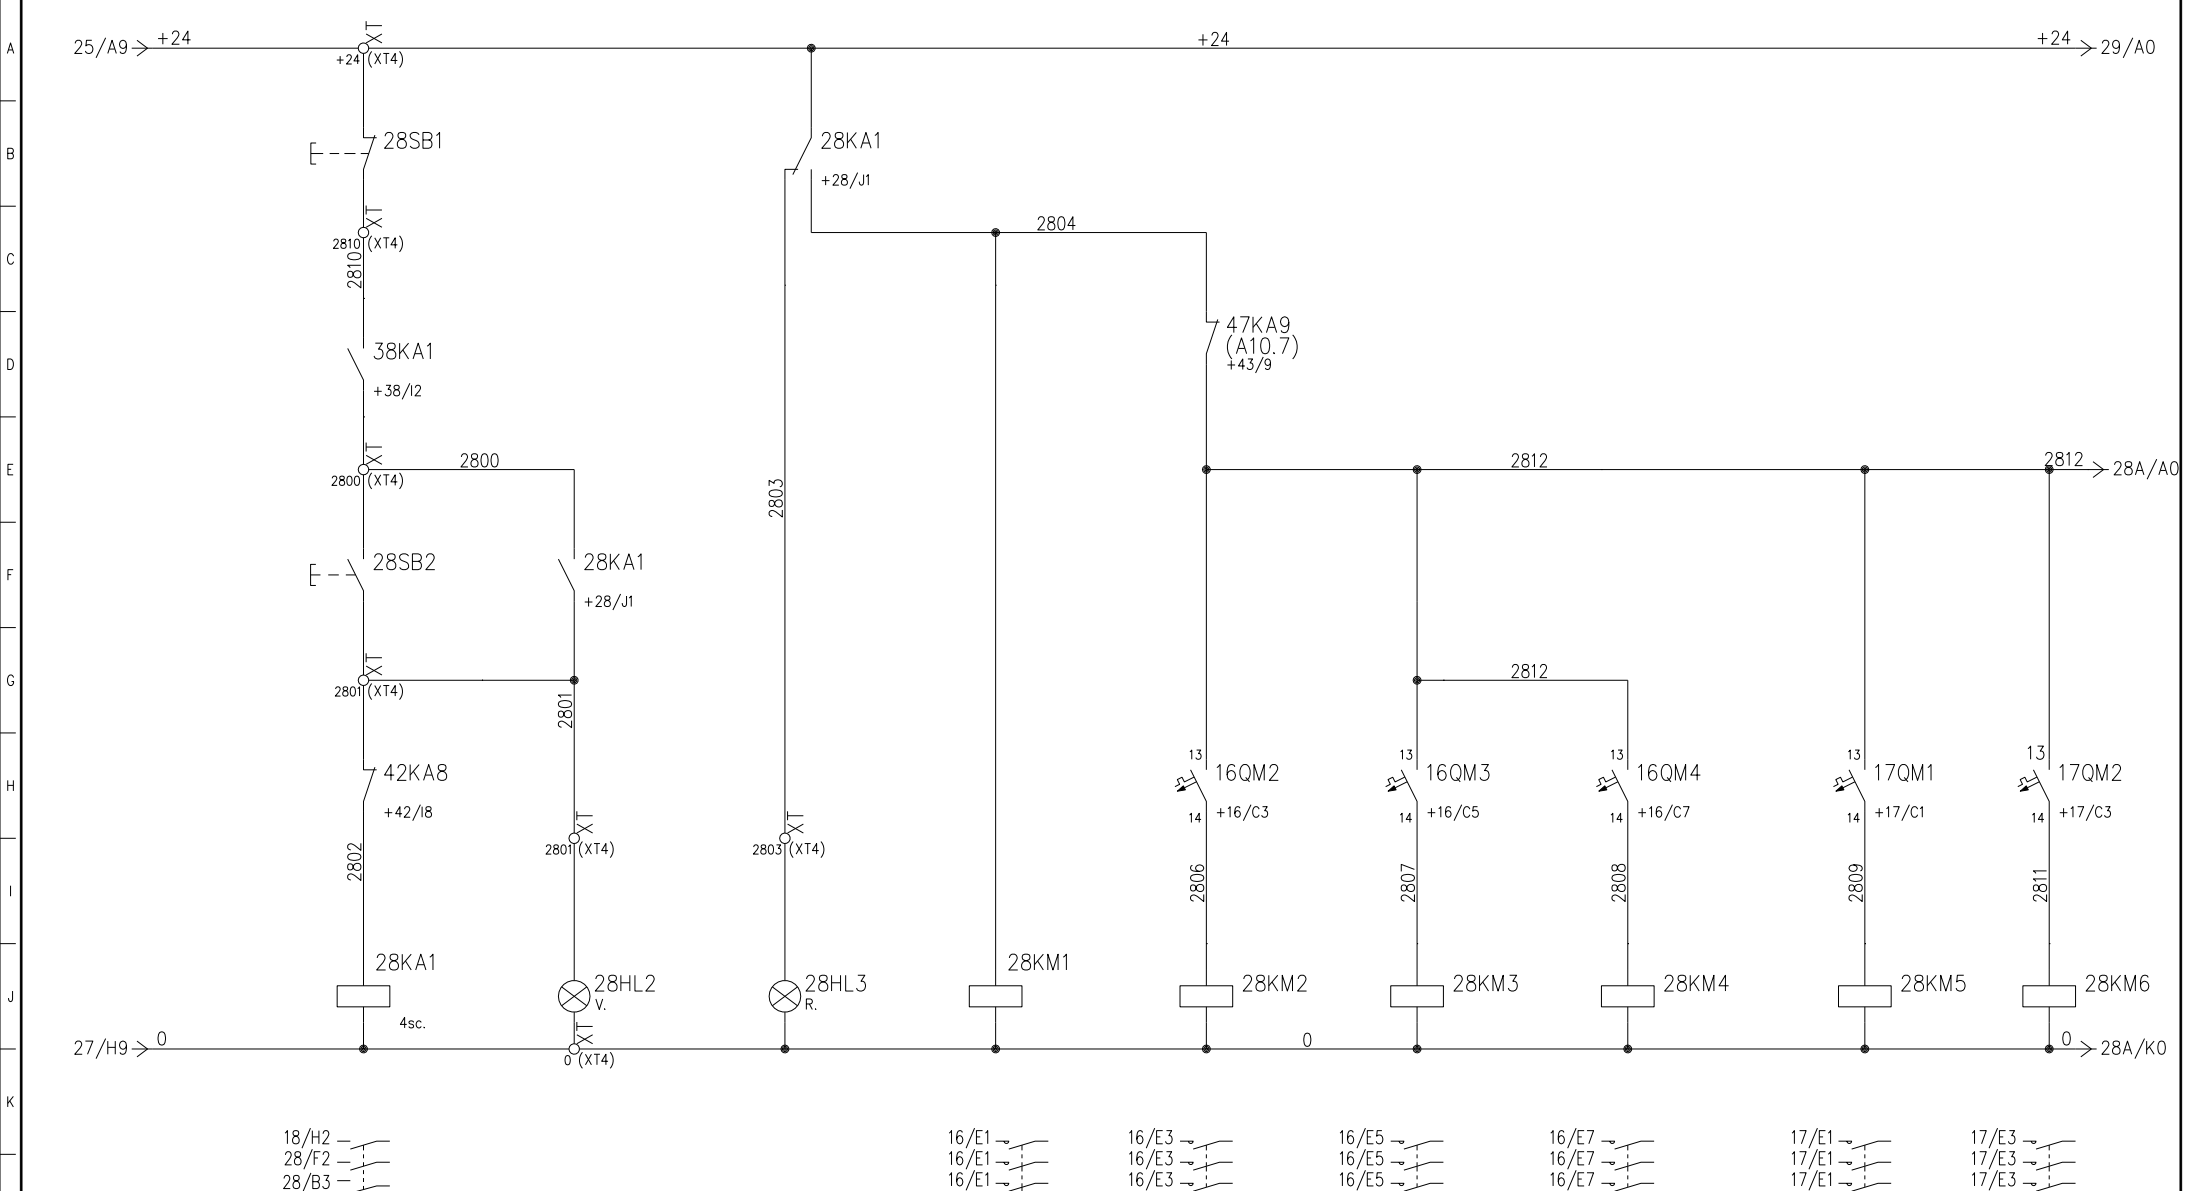 A
25/A9
+24
XT
+24 (XT4)
+24
+24
29/A0
B
28SB1
28KA1
+28/J1
C
XT
2810 (XT4)
2810
2804
D
38KA1
+38/I2
47KA9
(A10.7)
+43/9
E
XT
2800 (XT4)
2800
2803
2812
2812
28A/A0
F
28SB2
28KA1
+28/J1
G
XT
2801 (XT4)
2801
2812
H
42KA8
+42/I8
13
16QM2
+16/C3
14
13
16QM3
+16/C5
14
13
16QM4
+16/C7
14
13
17QM1
+17/C1
14
13
17QM2
+17/C3
14
XT
2801 (XT4)
XT
2803 (XT4)
I
2802
2806
2807
2808
2809
2811
J
28KA1
4sc.
28HL2
V.
28HL3
R.
28KM1
28KM2
28KM3
28KM4
28KM5
28KM6
27/H9
0
XT
0 (XT4)
0
0
28A/K0
K
18/H2
28/F2
28/B3
16/E1
16/E1
16/E1
16/E3
16/E3
16/E3
16/E5
16/E5
16/E5
16/E7
16/E7
16/E7
17/E1
17/E1
17/E1
17/E3
17/E3
17/E3